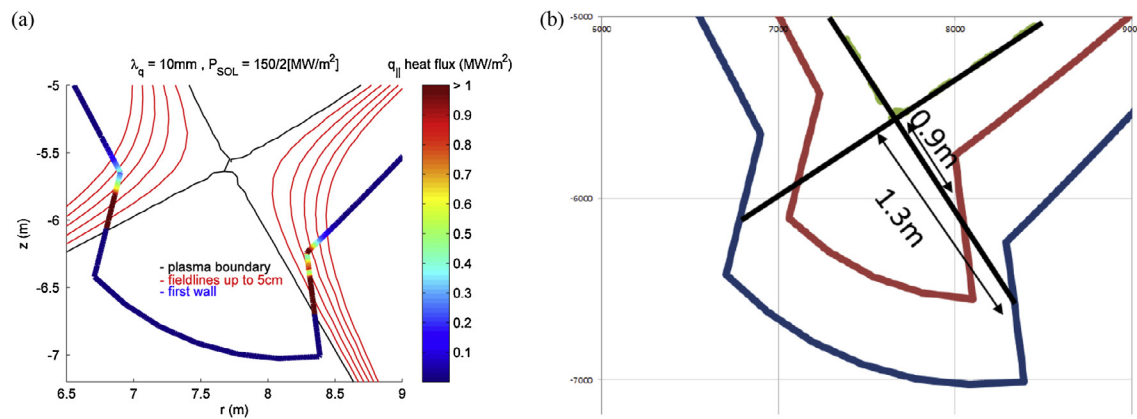 (a)
λq = 10mm , PSOL = 150/2[MW/m²]
q|| heat flux (MW/m²)
-5
-5.5
-6
-6.5
-7
z (m)
- plasma boundary
- fieldlines up to 5cm
- first wall
6.5 7 7.5 8 8.5 9
r (m)
> 1
0.9
0.8
0.7
0.6
0.5
0.4
0.3
0.2
0.1
(b)
-5000
6000 7000 8000 9000
-6000
-7000
0.9m
1.3m